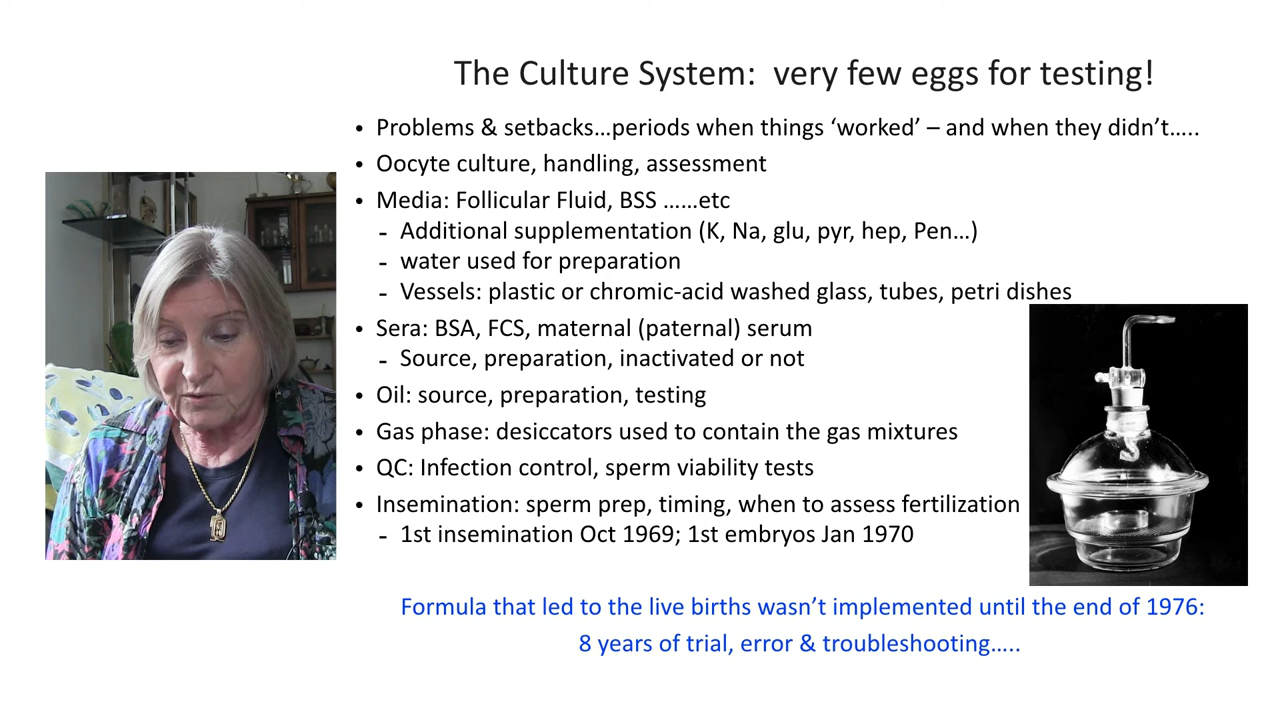 The Culture System:  very few eggs for testing!
• Problems & setbacks…periods when things ‘worked’ – and when they didn’t…..
• Oocyte culture, handling, assessment
• Media: Follicular Fluid, BSS ……etc
- Additional supplementation (K, Na, glu, pyr, hep, Pen…)
- water used for preparation
- Vessels: plastic or chromic-acid washed glass, tubes, petri dishes
• Sera: BSA, FCS, maternal (paternal) serum
- Source, preparation, inactivated or not
• Oil: source, preparation, testing
• Gas phase: desiccators used to contain the gas mixtures
• QC: Infection control, sperm viability tests
• Insemination: sperm prep, timing, when to assess fertilization
- 1st insemination Oct 1969; 1st embryos Jan 1970
Formula that led to the live births wasn’t implemented until the end of 1976:
8 years of trial, error & troubleshooting…..